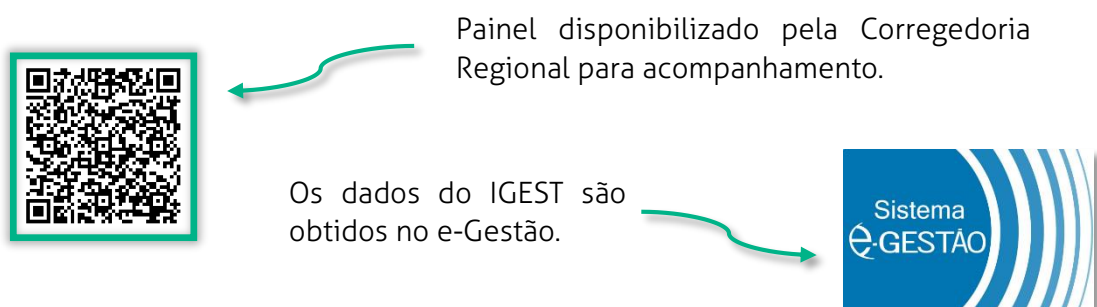 Painel disponibilizado pela Corregedoria
Regional para acompanhamento.
Os dados do IGEST são
obtidos no e-Gestão.
Sistema
e-GESTÃO